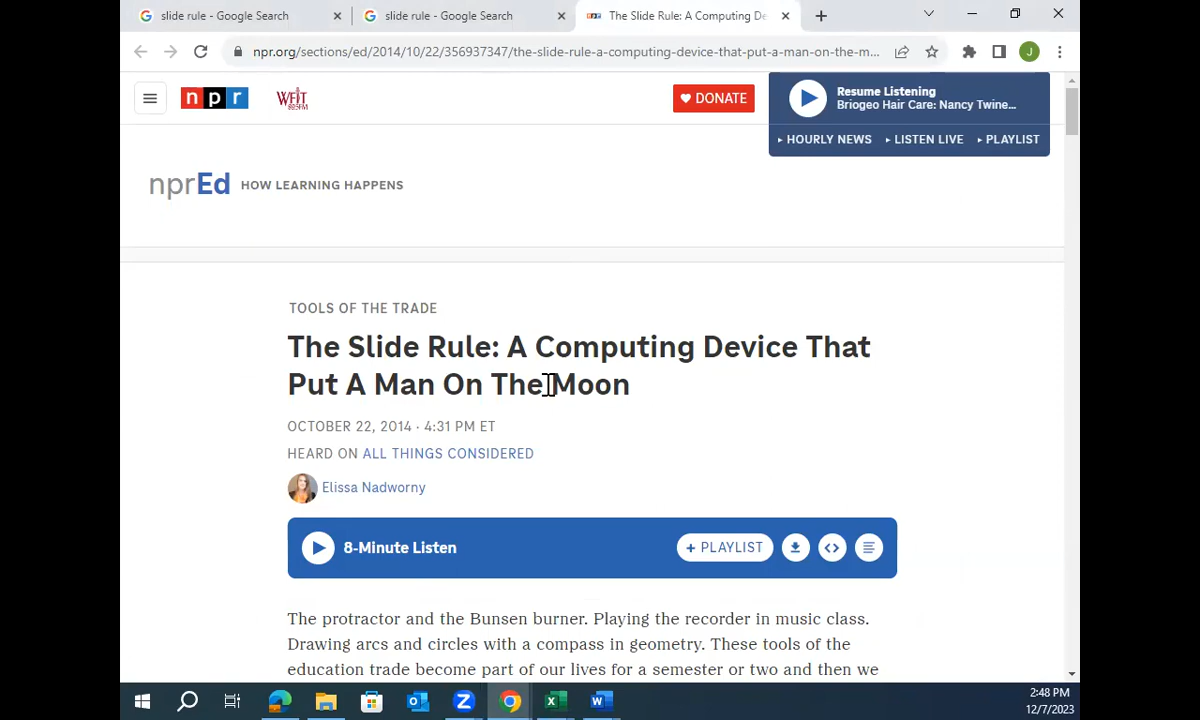 slide rule - Google Search
slide rule - Google Search
The Slide Rule: A Computing De
npr.org/sections/ed/2014/10/22/356937347/the-slide-rule-a-computing-device-that-put-a-man-on-the-m...
J
npr
WFIT
89.5FM
DONATE
Resume Listening
Briogeo Hair Care: Nancy Twine...
HOURLY NEWS
LISTEN LIVE
PLAYLIST
nprEd HOW LEARNING HAPPENS
TOOLS OF THE TRADE
The Slide Rule: A Computing Device That
Put A Man On The Moon
OCTOBER 22, 2014 · 4:31 PM ET
HEARD ON ALL THINGS CONSIDERED
Elissa Nadworny
8-Minute Listen
+ PLAYLIST
The protractor and the Bunsen burner. Playing the recorder in music class.
Drawing arcs and circles with a compass in geometry. These tools of the
education trade become part of our lives for a semester or two and then we
2:48 PM
12/7/2023